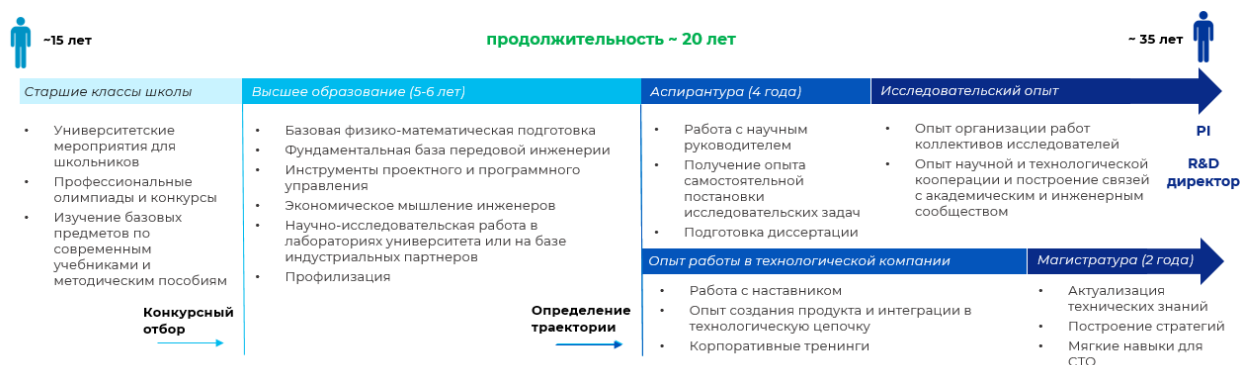 ~15 лет
продолжительность ~ 20 лет
~ 35 лет
Старшие классы школы
Высшее образование (5-6 лет)
Аспирантура (4 года)
Исследовательский опыт
• Университетские
мероприятия для
школьников
• Профессиональные
олимпиады и конкурсы
• Изучение базовых
предметов по
современным
учебниками и
методическим пособиям
Конкурсный
отбор
• Базовая физико-математическая подготовка
• Фундаментальная база передовой инженерии
• Инструменты проектного и программного
управления
• Экономическое мышление инженеров
• Научно-исследовательская работа в
лабораториях университета или на базе
индустриальных партнеров
• Профилизация
Определение
траектории
• Работа с научным
руководителем
• Получение опыта
самостоятельной
постановки
исследовательских задач
• Подготовка диссертации
• Опыт организации работ
коллективов исследователей
• Опыт научной и технологической
кооперации и построение связей
с академическим и инженерным
сообществом
PI
R&D
директор
Опыт работы в технологической компании
Магистратура (2 года)
• Работа с наставником
• Опыт создания продукта и интеграции в
технологическую цепочку
• Корпоративные тренинги
• Актуализация
технических знаний
• Построение стратегий
• Мягкие навыки для
СТО